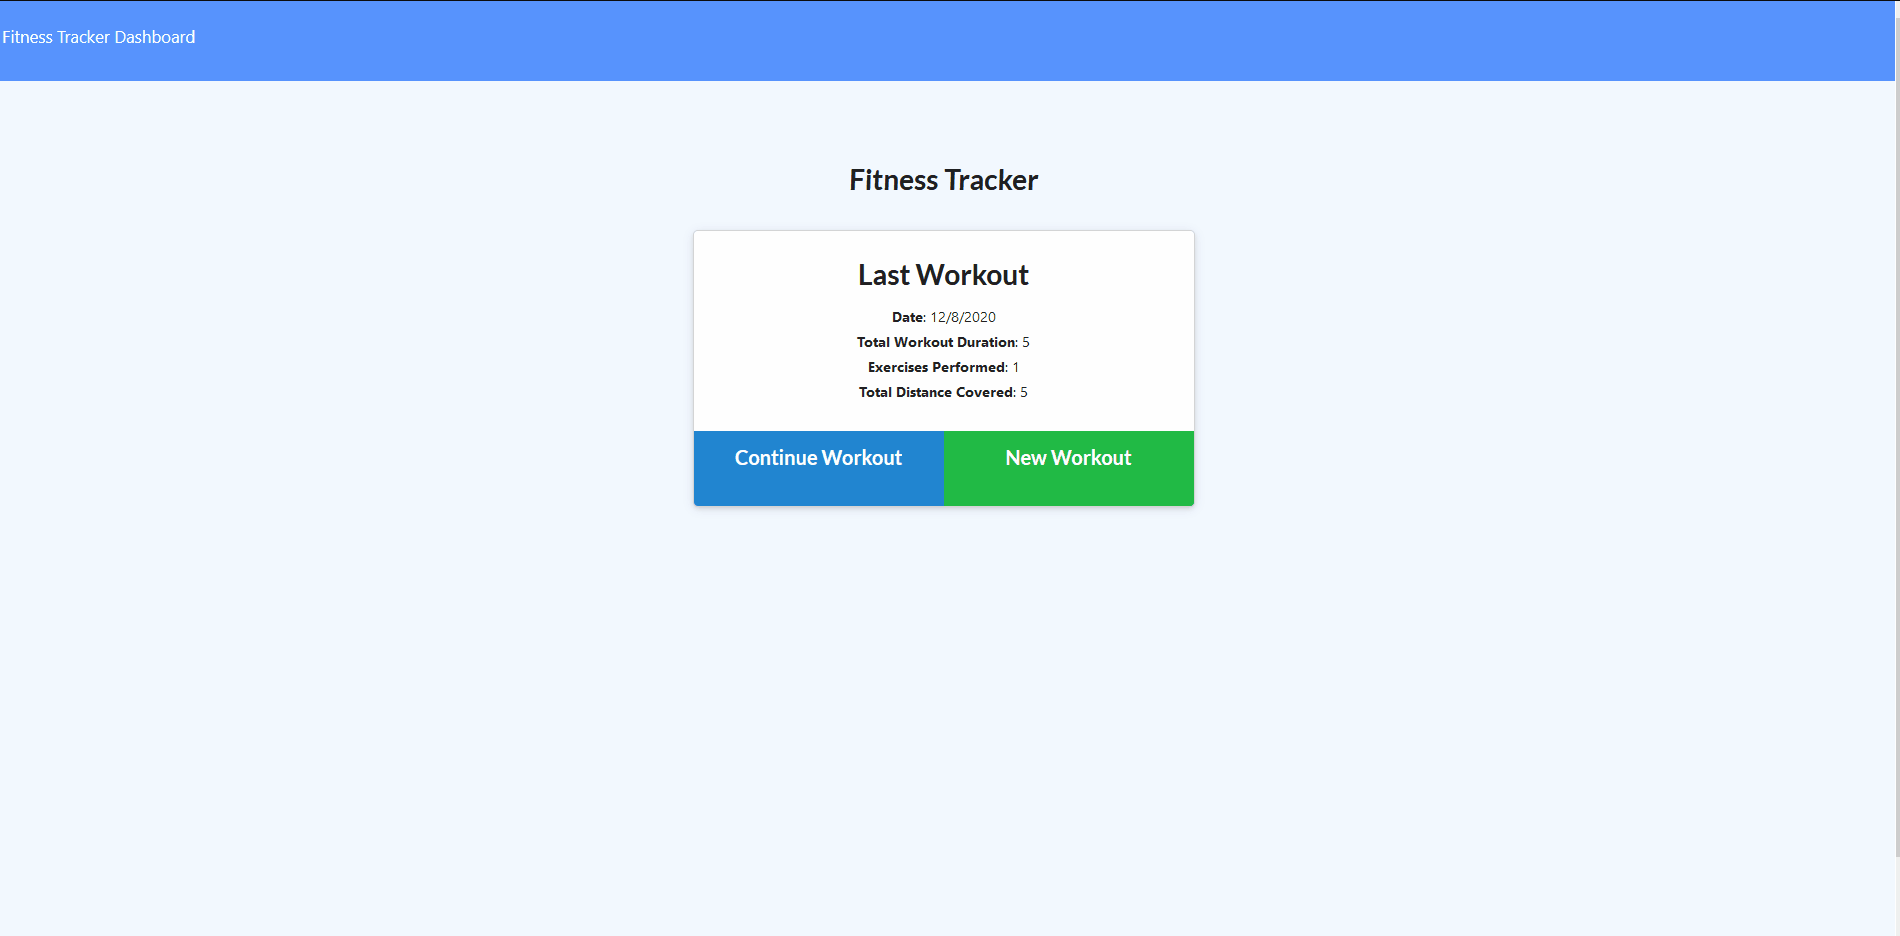 Fitness Tracker Dashboard
Fitness Tracker
Last Workout
Date: 12/8/2020
Total Workout Duration: 5
Exercises Performed: 1
Total Distance Covered: 5
Continue Workout
New Workout